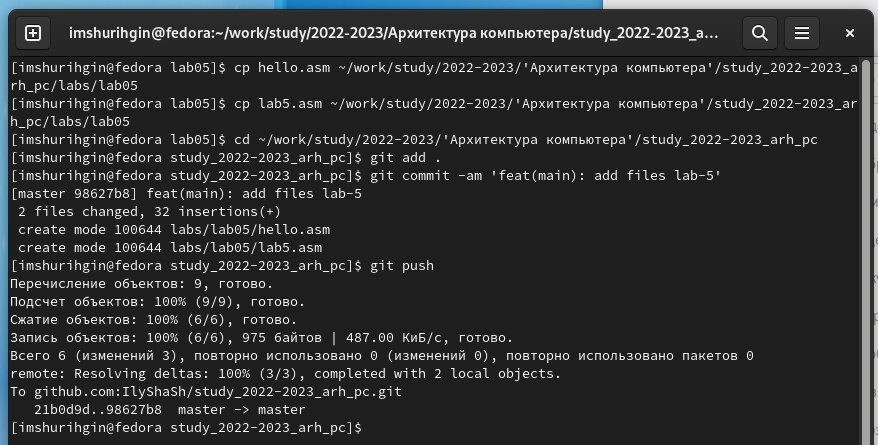 imshurihgin@fedora:~/work/study/2022-2023/Архитектура компьютера/study_2022-2023_a...
[imshurihgin@fedora lab05]$ cp hello.asm ~/work/study/2022-2023/'Архитектура компьютера'/study_2022-2023_a
rh_pc/labs/lab05
[imshurihgin@fedora lab05]$ cp lab5.asm ~/work/study/2022-2023/'Архитектура компьютера'/study_2022-2023_ar
h_pc/labs/lab05
[imshurihgin@fedora lab05]$ cd ~/work/study/2022-2023/'Архитектура компьютера'/study_2022-2023_arh_pc
[imshurihgin@fedora study_2022-2023_arh_pc]$ git add .
[imshurihgin@fedora study_2022-2023_arh_pc]$ git commit -am 'feat(main): add files lab-5'
[master 98627b8] feat(main): add files lab-5
 2 files changed, 32 insertions(+)
 create mode 100644 labs/lab05/hello.asm
 create mode 100644 labs/lab05/lab5.asm
[imshurihgin@fedora study_2022-2023_arh_pc]$ git push
Перечисление объектов: 9, готово.
Подсчет объектов: 100% (9/9), готово.
Сжатие объектов: 100% (6/6), готово.
Запись объектов: 100% (6/6), 975 байтов | 487.00 КиБ/с, готово.
Всего 6 (изменений 3), повторно использовано 0 (изменений 0), повторно использовано пакетов 0
remote: Resolving deltas: 100% (3/3), completed with 2 local objects.
To github.com:IlyShaSh/study_2022-2023_arh_pc.git
   21b0d9d..98627b8  master -> master
[imshurihgin@fedora study_2022-2023_arh_pc]$